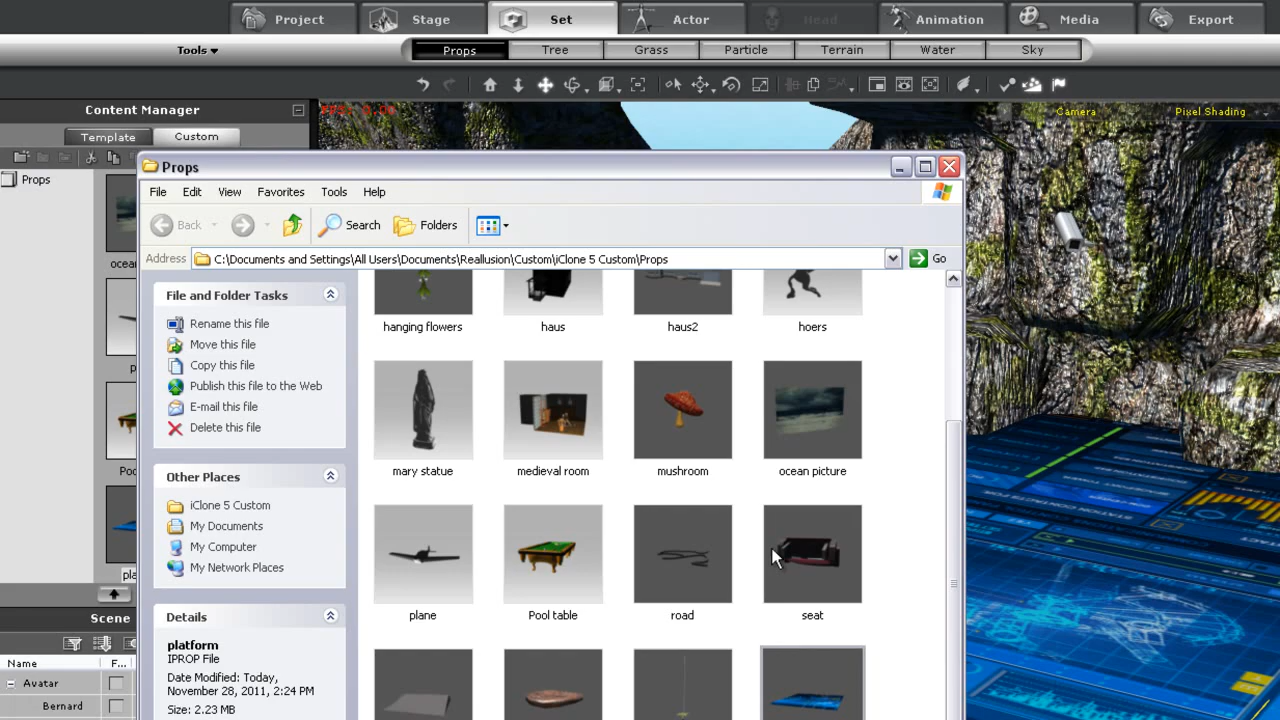 Project Stage Set Actor Head Animation Media Export
Tools Props Tree Grass Particle Terrain Water Sky
Content Manager
Template Custom
Camera Pixel Shading
Props
Props
File Edit View Favorites Tools Help
Back Search Folders
Address C:\Documents and Settings\All Users\Documents\Reallusion\Custom\iClone 5 Custom\Props Go
File and Folder Tasks
Rename this file
Move this file
Copy this file
Publish this file to the Web
E-mail this file
Delete this file
Other Places
iClone 5 Custom
My Documents
My Computer
My Network Places
Details
platform
IPROP File
Date Modified: Today,
November 28, 2011, 2:24 PM
Size: 2.23 MB
hanging flowers haus haus2 hoers
mary statue medieval room mushroom ocean picture
plane Pool table road seat
ocean
p
Poo
pla
Scene
Name F...
Avatar
Bernard